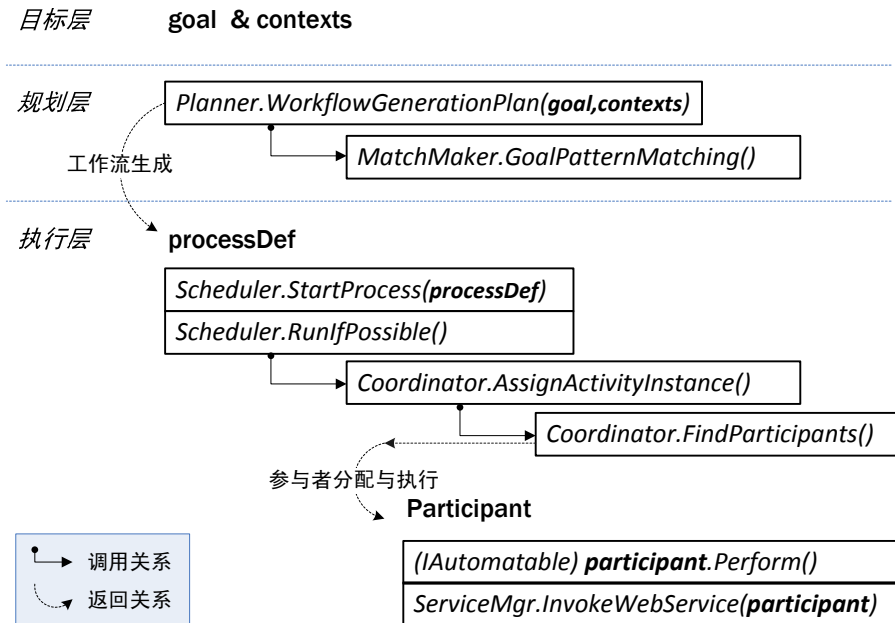 目标层 goal & contexts
规划层 Planner.WorkflowGenerationPlan(goal,contexts)
MatchMaker.GoalPatternMatching()
工作流生成
执行层 processDef
Scheduler.StartProcess(processDef)
Scheduler.RunIfPossible()
Coordinator.AssignActivityInstance()
Coordinator.FindParticipants()
参与者分配与执行
Participant
(IAutomatable) participant.Perform()
ServiceMgr.InvokeWebService(participant)
调用关系
返回关系